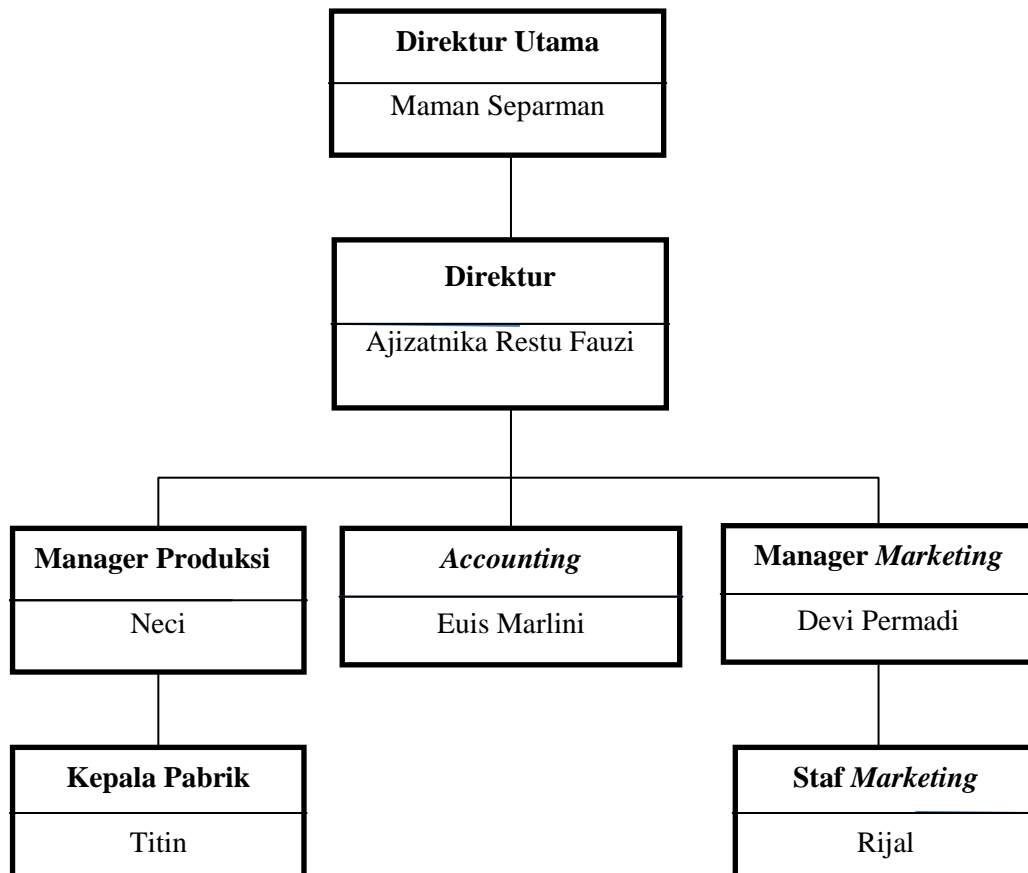 Direktur Utama
Maman Separman
Direktur
Ajizatnika Restu Fauzi
Manager Produksi
Neci
Accounting
Euis Marlini
Manager Marketing
Devi Permadi
Kepala Pabrik
Titin
Staf Marketing
Rijal